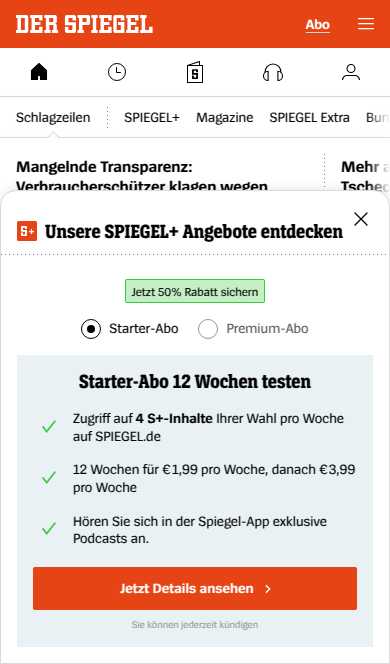 DER SPIEGEL
Abo
Schlagzeilen
SPIEGEL+
Magazine
SPIEGEL Extra
Mangelnde Transparenz:
Verbraucherschützer klagen wegen
Mehr
S+ Unsere SPIEGEL+ Angebote entdecken
Jetzt 50% Rabatt sichern
Starter-Abo
Premium-Abo
Starter-Abo 12 Wochen testen
Zugriff auf 4 S+-Inhalte Ihrer Wahl pro Woche
auf SPIEGEL.de
12 Wochen für €1,99 pro Woche, danach €3,99
pro Woche
Hören Sie sich in der Spiegel-App exklusive
Podcasts an.
Jetzt Details ansehen
Sie können jederzeit kündigen